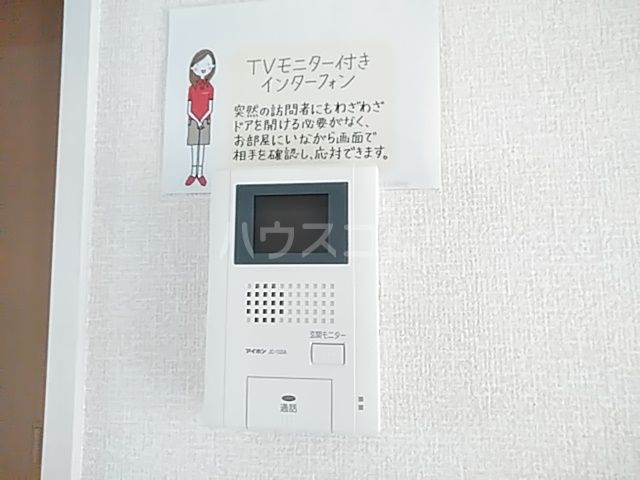 TVモニター付き
インターフォン
突然の訪問者にもわざわざ
ドアを開ける必要がなく、
お部屋にいながら画面で
相手を確認し、応対できます。
ハウスコム
玄関モニター
アイホン
通話